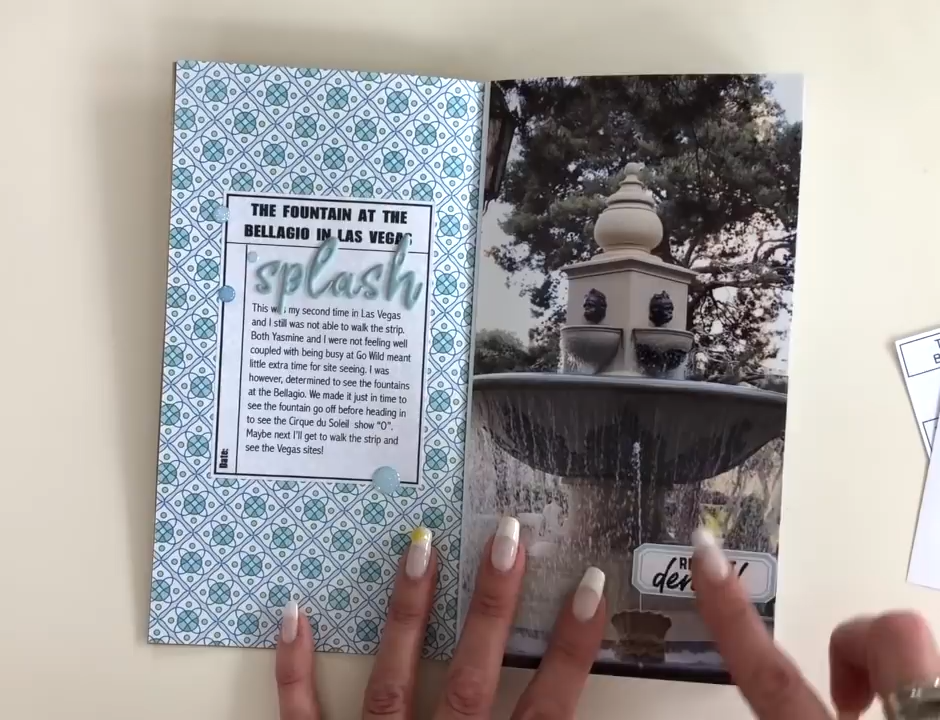 THE FOUNTAIN AT THE
BELLAGIO IN LAS VEGAS
splash
This was my second time in Las Vegas
and I still was not able to walk the strip.
Both Yasmine and I were not feeling well
coupled with being busy at Go Wild meant
little extra time for site seeing. I was
however, determined to see the fountains
at the Bellagio. We made it just in time to
see the fountain go off before heading in
to see the Cirque du Soleil show "O".
Maybe next I'll get to walk the strip and
see the Vegas sites!
Date: